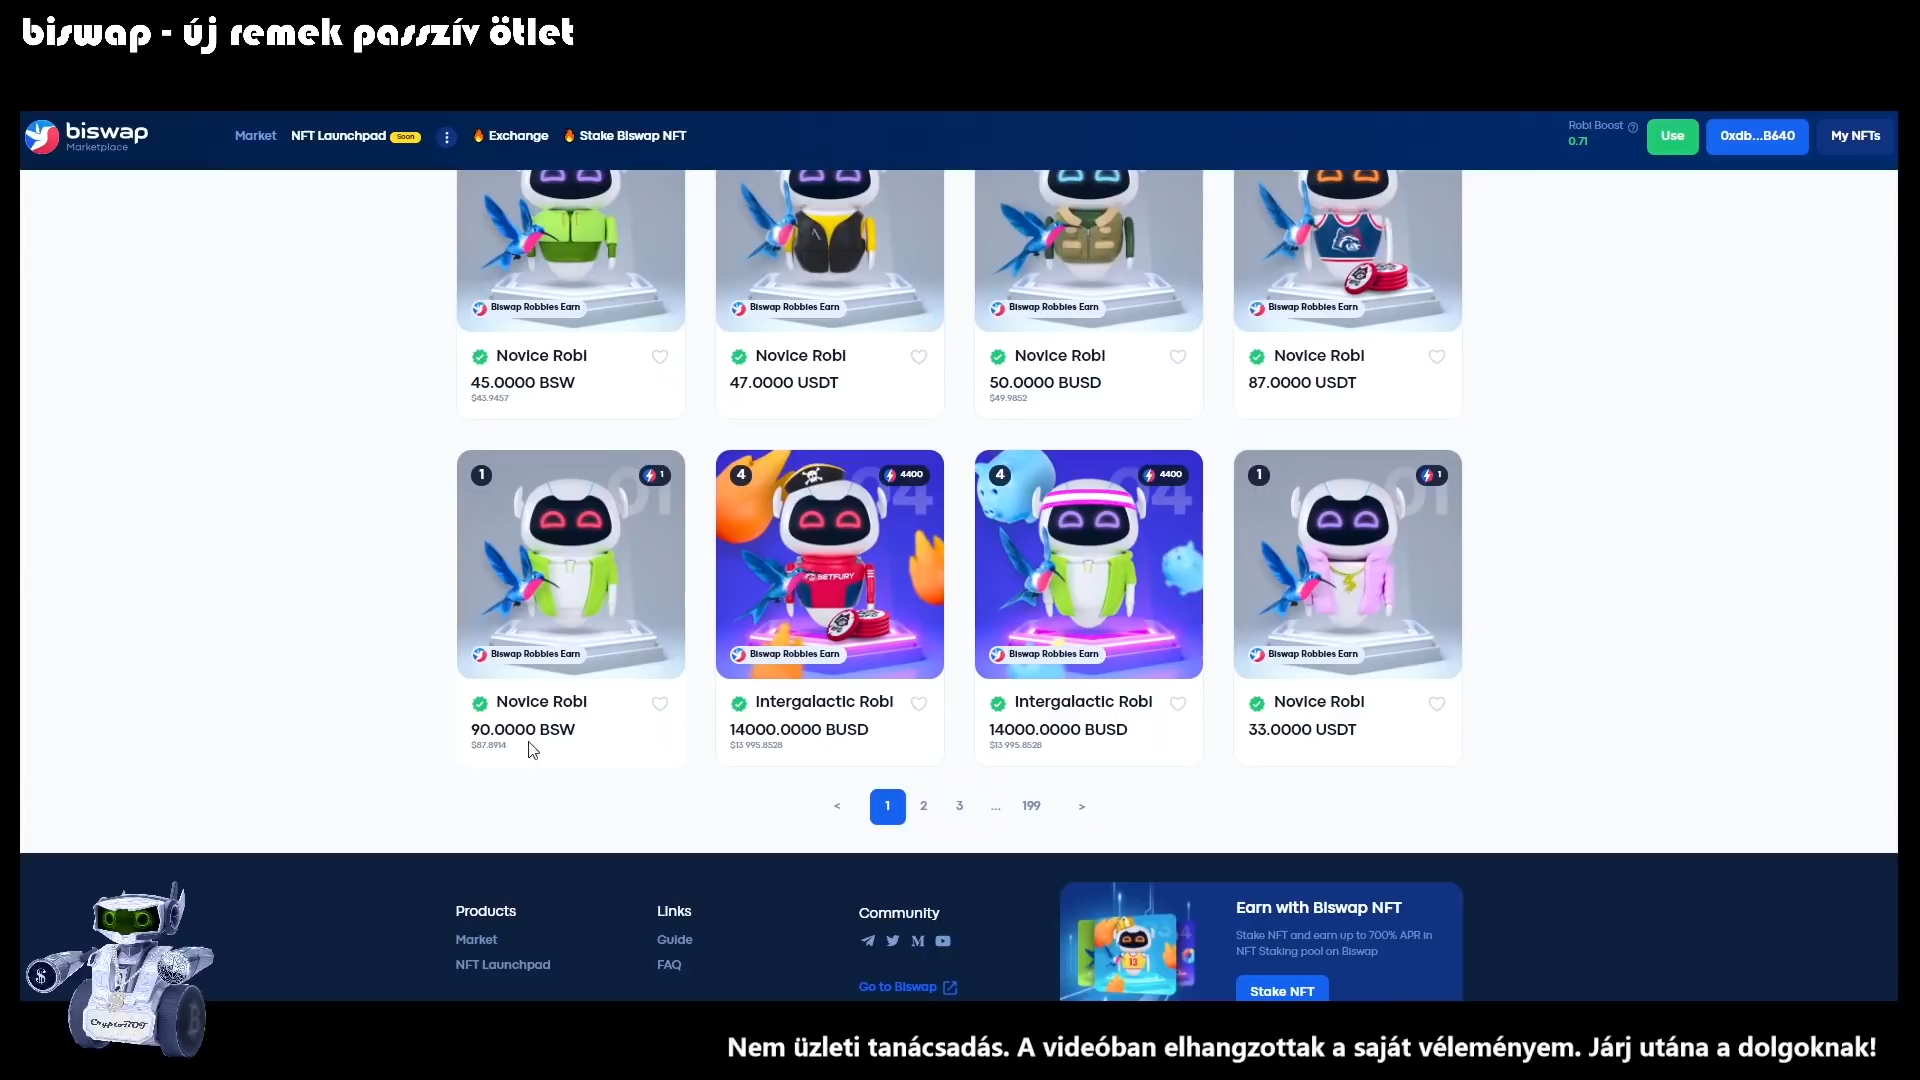 biswap - új remek passzív ötlet
biswap
Marketplace
Market
NFT Launchpad Soon
Exchange
Stake Biswap NFT
Robi Boost
0.71
Use
0xdb...B640
My NFTs
Biswap Robbies Earn
Biswap Robbies Earn
Biswap Robbies Earn
Biswap Robbies Earn
Novice Robi
45.0000 BSW
$43.9457
Novice Robi
47.0000 USDT
Novice Robi
50.0000 BUSD
$49.9852
Novice Robi
87.0000 USDT
1
1
01
Biswap Robbies Earn
Novice Robi
90.0000 BSW
$87.8914
4
4400
04
BETFURY
Biswap Robbies Earn
Intergalactic Robi
14000.0000 BUSD
$13 995.8528
4
4400
04
Biswap Robbies Earn
Intergalactic Robi
14000.0000 BUSD
$13 995.8528
1
1
01
Biswap Robbies Earn
Novice Robi
33.0000 USDT
< 1 2 3 ... 199 >
Products
Market
NFT Launchpad
Links
Guide
FAQ
Community
Go to Biswap
13
Earn with Biswap NFT
Stake NFT and earn up to 700% APR in
NFT Staking pool on Biswap
Stake NFT
$
CryptoBOT
Nem üzleti tanácsadás. A videóban elhangzottak a saját véleményem. Járj utána a dolgoknak!